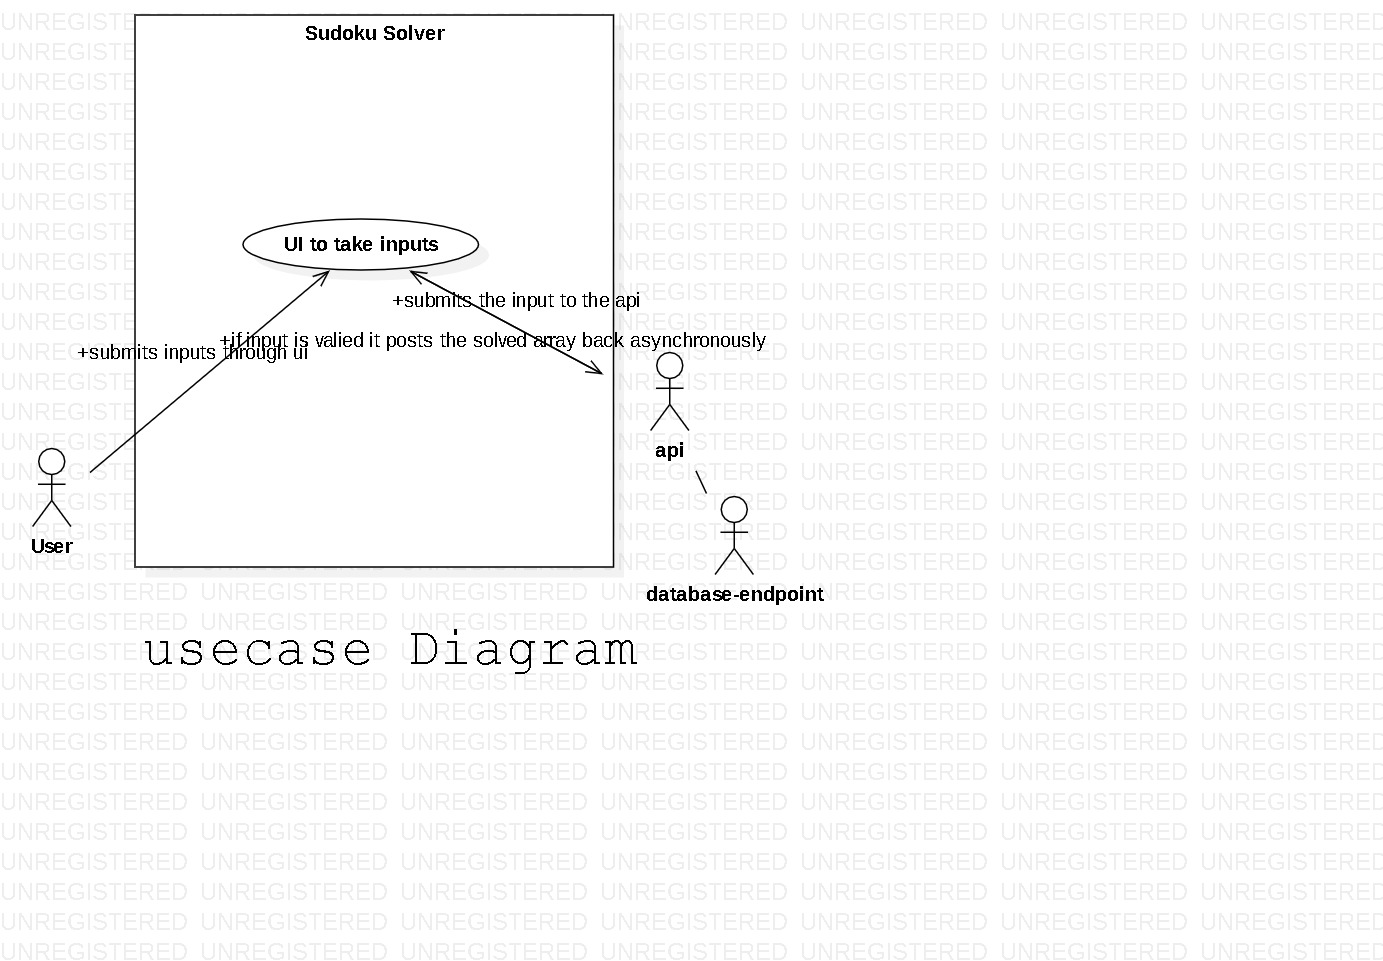 Sudoku Solver
UI to take inputs
+submits the input to the api
+if input is valied it posts the solved array back asynchronously
+submits inputs through ui
api
User
database-endpoint
usecase Diagram
UNREGISTERED